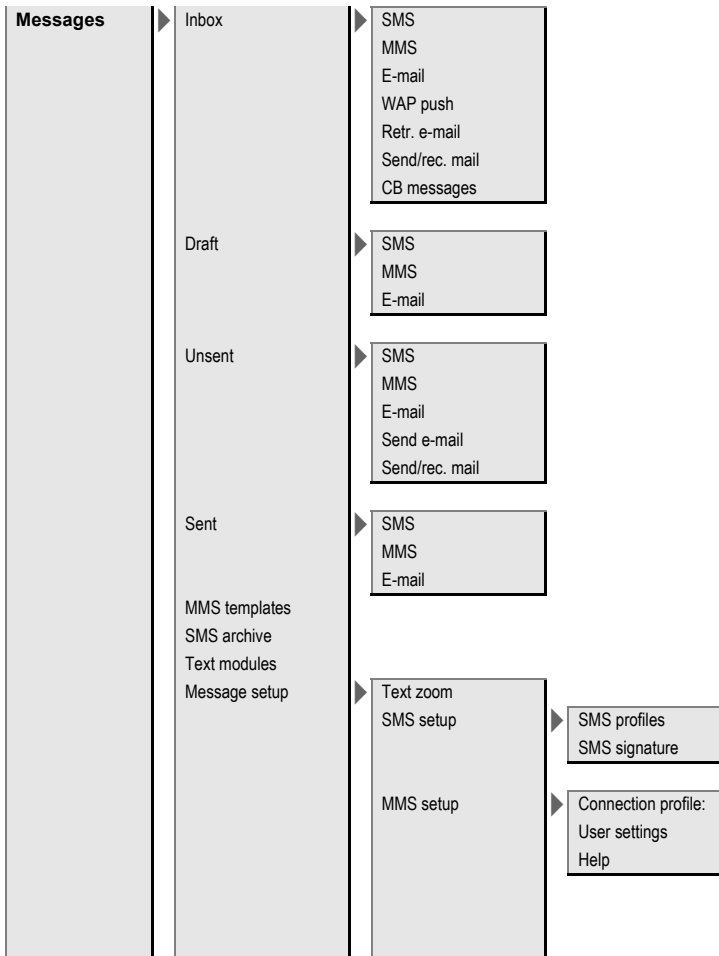 Messages
Inbox
SMS
MMS
E-mail
WAP push
Retr. e-mail
Send/rec. mail
CB messages
Draft
SMS
MMS
E-mail
Unsent
SMS
MMS
E-mail
Send e-mail
Send/rec. mail
Sent
SMS
MMS
E-mail
MMS templates
SMS archive
Text modules
Message setup
Text zoom
SMS setup
SMS profiles
SMS signature
MMS setup
Connection profile:
User settings
Help